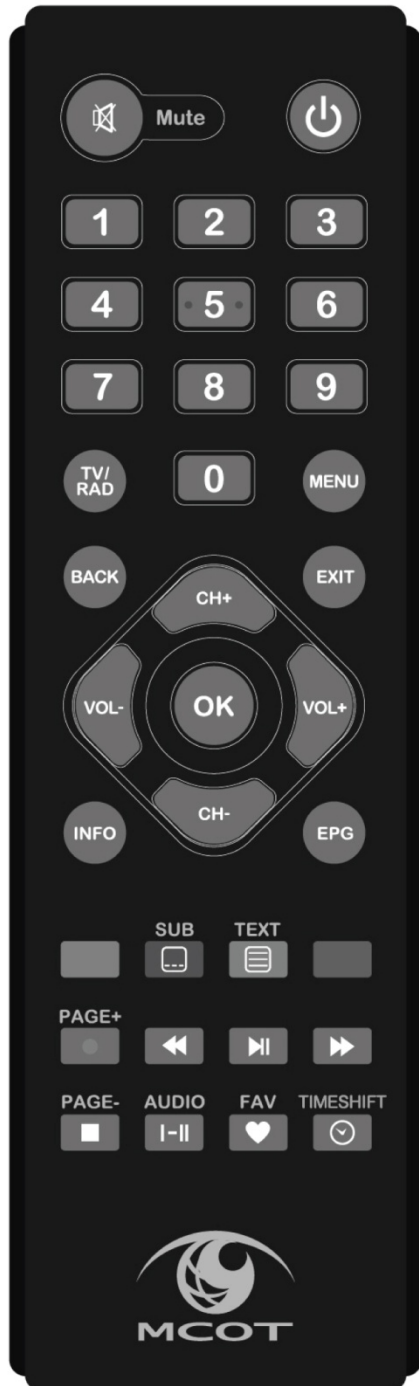 Mute
1 2 3
4 5 6
7 8 9
TV/
RAD
0 MENU
BACK EXIT
CH+
VOL- OK VOL+
CH-
INFO EPG
SUB TEXT
PAGE+
PAGE- AUDIO FAV TIMESHIFT
I-II
MCOT